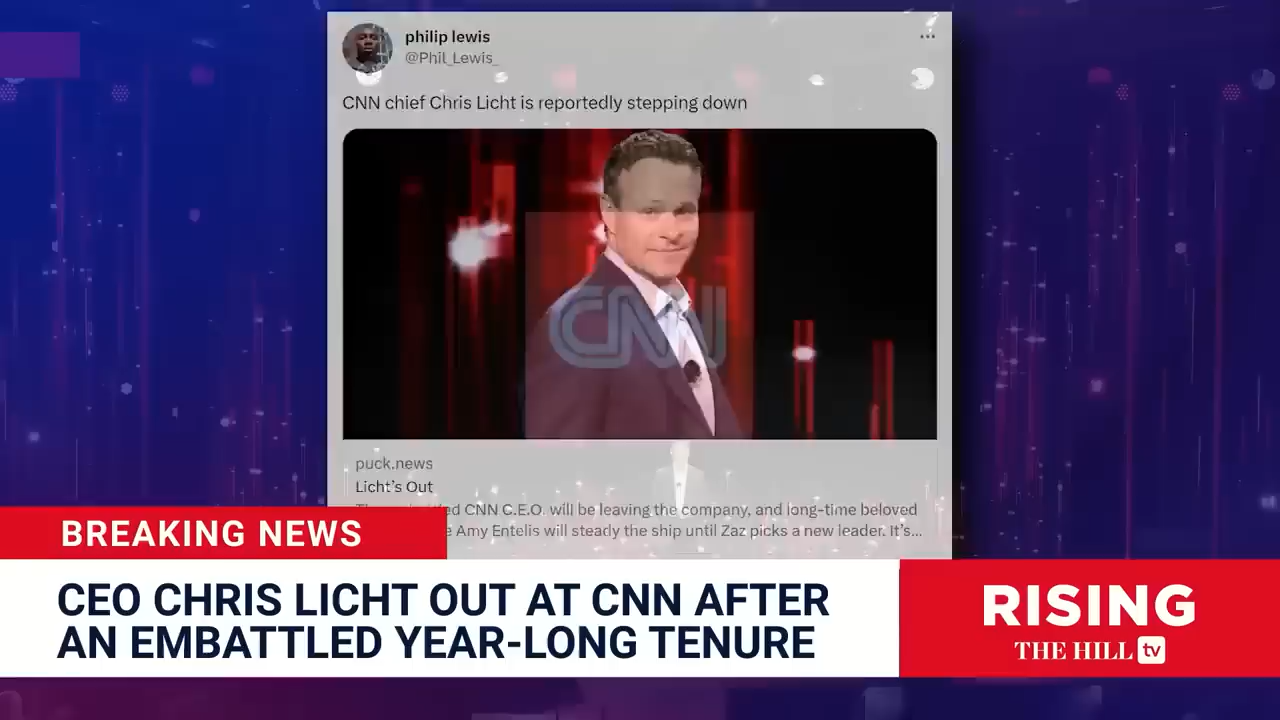 philip lewis
@Phil_Lewis_
CNN chief Chris Licht is reportedly stepping down
CNN
puck.news
Licht's Out
CNN C.E.O. will be leaving the company, and long-time beloved
Amy Entelis will steady the ship until Zaz picks a new leader. It's...
BREAKING NEWS
CEO CHRIS LICHT OUT AT CNN AFTER
AN EMBATTLED YEAR-LONG TENURE
RISING
THE HILL tv